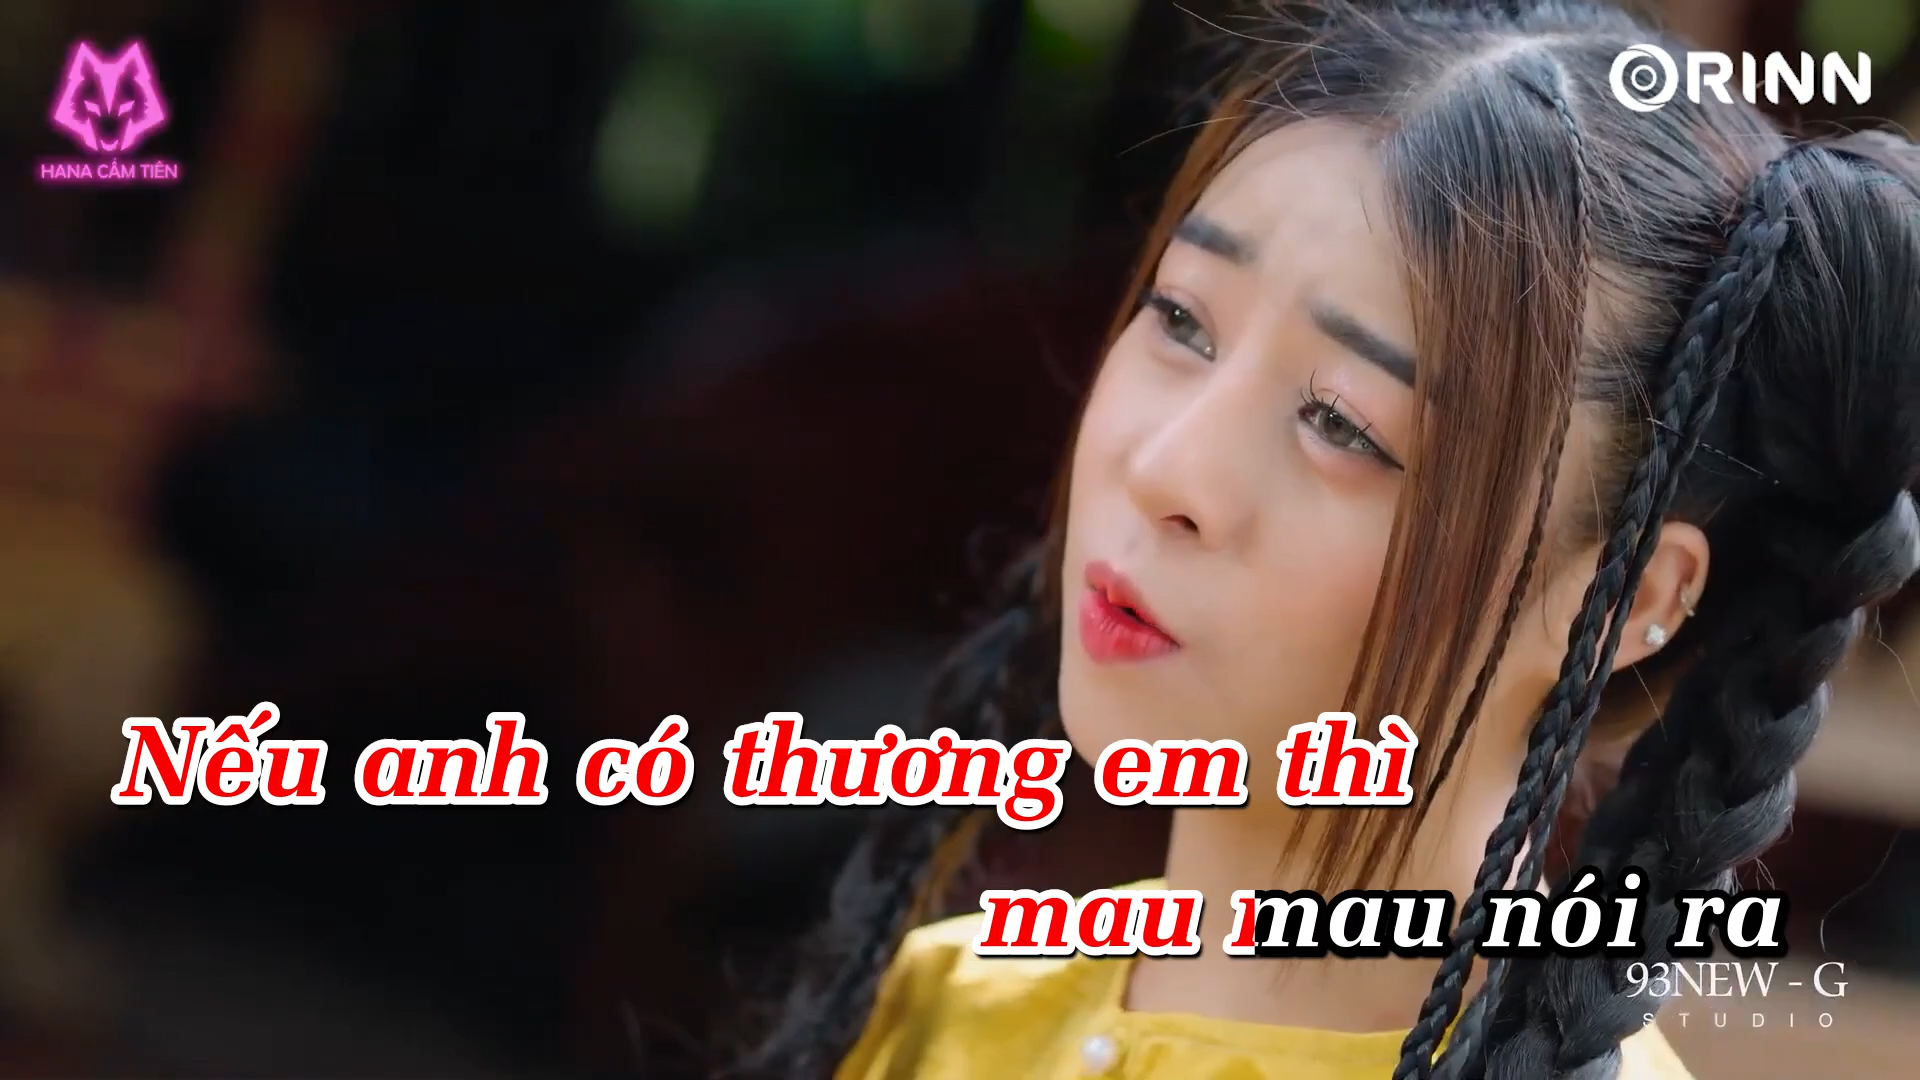 HANA CẨM TIÊN
ORINN
Nếu anh có thương em thì
mau mau nói ra
93NEW - G
STUDIO